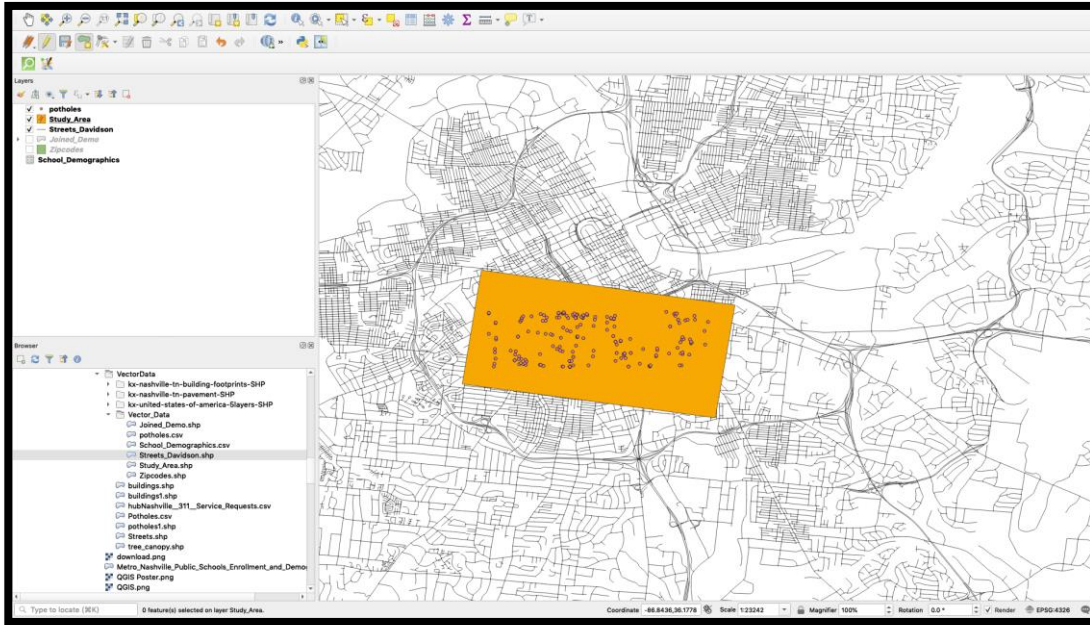 Layers
potholes
Study_Area
Streets_Davidson
Joined_Demo
Zipcodes
School_Demographics
Browser
VectorData
kx-nashville-tn-building-footprints-SHP
kx-nashville-tn-pavement-SHP
kx-united-states-of-america-5layers-SHP
Vector_Data
Joined_Demo.shp
potholes.csv
School_Demographics.csv
Streets_Davidson.shp
Study_Area.shp
Zipcodes.shp
buildings.shp
buildings1.shp
hubNashville__311__Service_Requests.csv
Potholes.csv
potholes1.shp
Streets.shp
tree_canopy.shp
download.png
Metro_Nashville_Public_Schools_Enrollment_and_Demo
QGIS Poster.png
QGIS.png
Type to locate (⌘K) 0 feature(s) selected on layer Study_Area. Coordinate -86.8436,36.1778 Scale 1:23242 Magnifier 100% Rotation 0.0 ° Render EPSG:4326